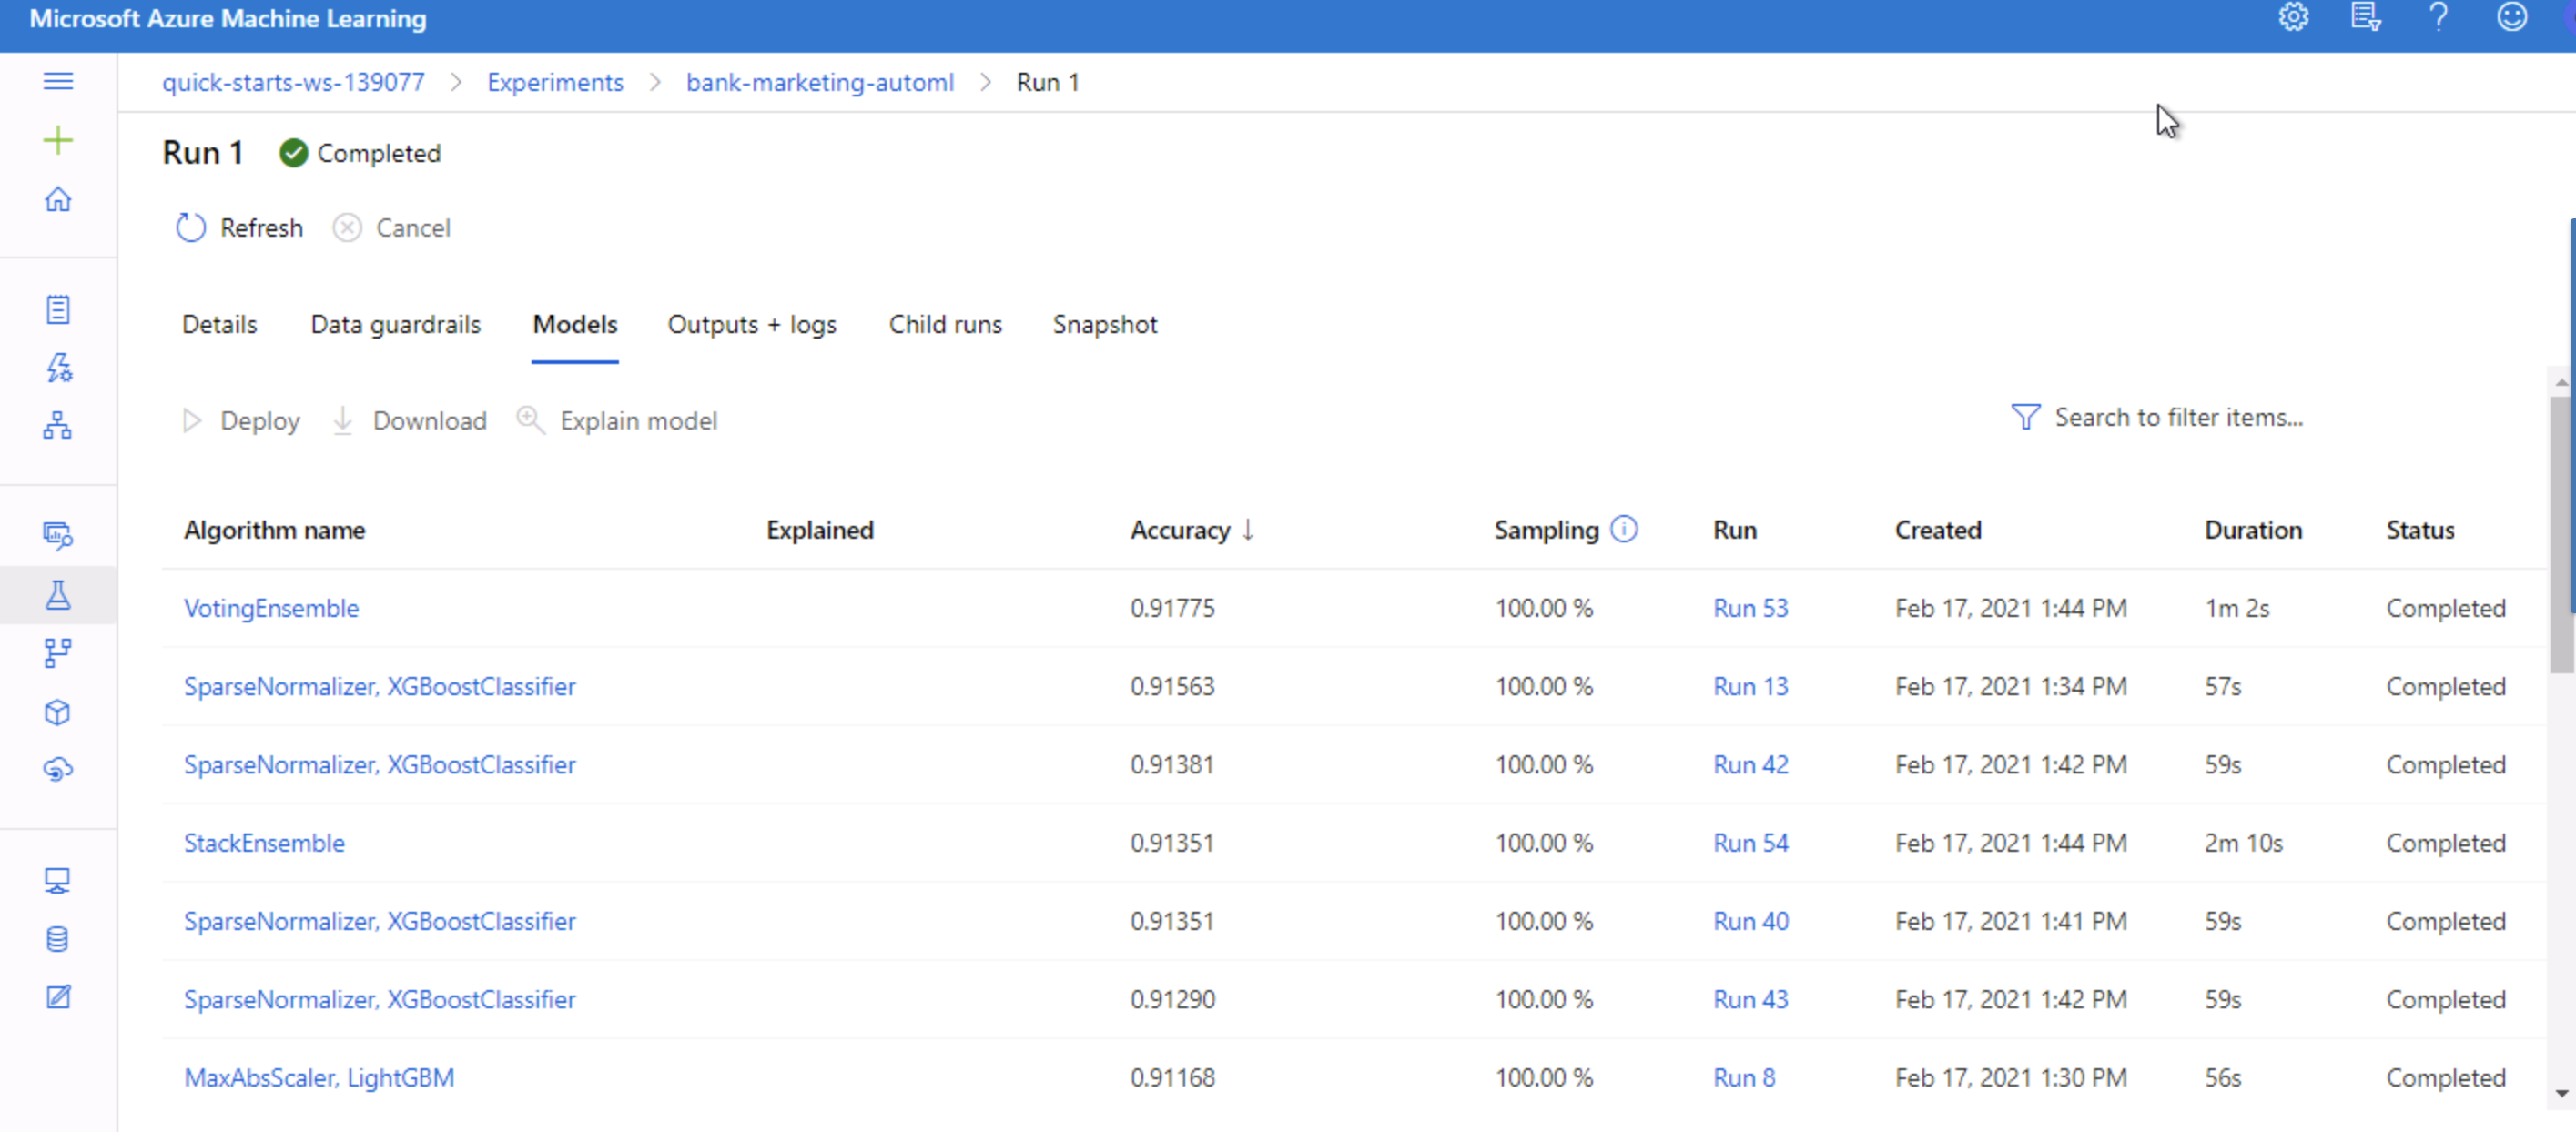 Microsoft Azure Machine Learning
quick-starts-ws-139077 > Experiments > bank-marketing-automl > Run 1
Run 1 Completed
Refresh Cancel
Details Data guardrails Models Outputs + logs Child runs Snapshot
Deploy Download Explain model Search to filter items...
Algorithm name Explained Accuracy ↓ Sampling Run Created Duration Status
VotingEnsemble 0.91775 100.00 % Run 53 Feb 17, 2021 1:44 PM 1m 2s Completed
SparseNormalizer, XGBoostClassifier 0.91563 100.00 % Run 13 Feb 17, 2021 1:34 PM 57s Completed
SparseNormalizer, XGBoostClassifier 0.91381 100.00 % Run 42 Feb 17, 2021 1:42 PM 59s Completed
StackEnsemble 0.91351 100.00 % Run 54 Feb 17, 2021 1:44 PM 2m 10s Completed
SparseNormalizer, XGBoostClassifier 0.91351 100.00 % Run 40 Feb 17, 2021 1:41 PM 59s Completed
SparseNormalizer, XGBoostClassifier 0.91290 100.00 % Run 43 Feb 17, 2021 1:42 PM 59s Completed
MaxAbsScaler, LightGBM 0.91168 100.00 % Run 8 Feb 17, 2021 1:30 PM 56s Completed